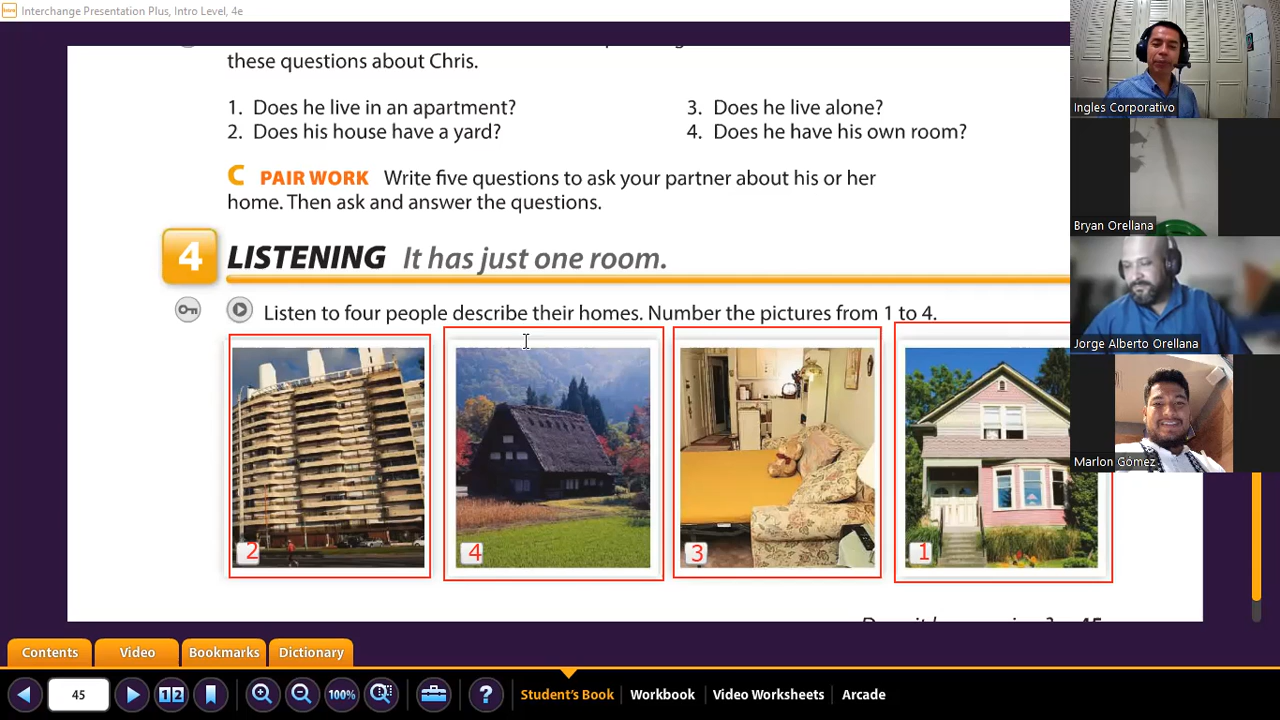 Interchange Presentation Plus, Intro Level, 4e
these questions about Chris.
1. Does he live in an apartment?
2. Does his house have a yard?
3. Does he live alone?
4. Does he have his own room?
C PAIR WORK Write five questions to ask your partner about his or her
home. Then ask and answer the questions.
4 LISTENING It has just one room.
Listen to four people describe their homes. Number the pictures from 1 to 4.
2
4
3
1
45
Ingles Corporativo
Bryan Orellana
Jorge Alberto Orellana
Marlon Gómez
Contents
Video
Bookmarks
Dictionary
45
1 2
100%
?
Student's Book
Workbook
Video Worksheets
Arcade